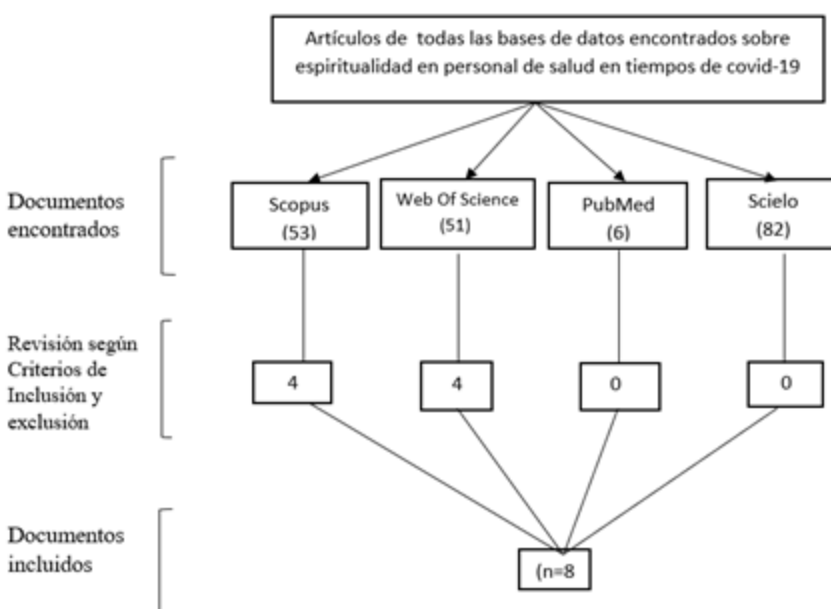 Artículos de todas las bases de datos encontrados sobre
espiritualidad en personal de salud en tiempos de covid-19
Documentos
encontrados
Scopus
(53)
Web Of Science
(51)
PubMed
(6)
Scielo
(82)
Revisión según
Criterios de
Inclusión y
exclusión
4
4
0
0
Documentos
incluidos
(n=8